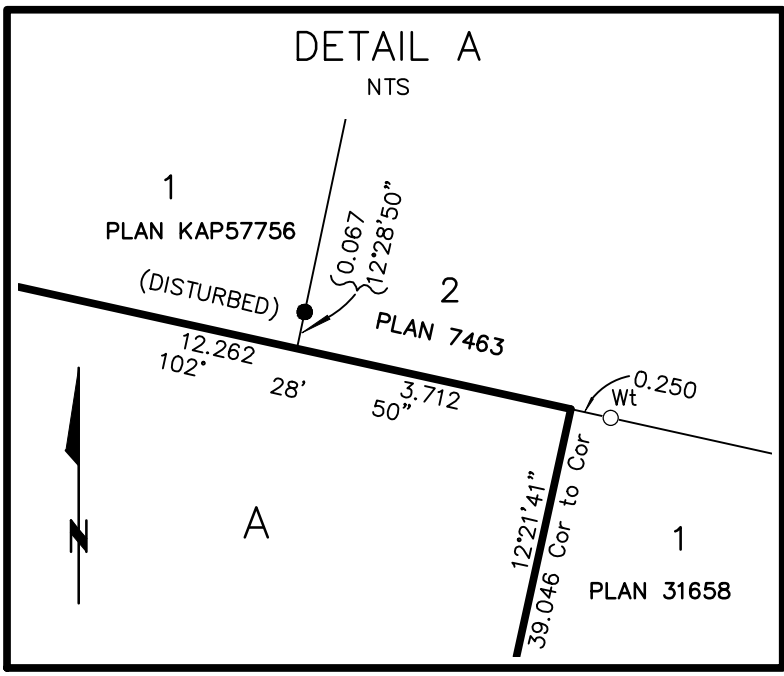 DETAIL A
NTS
1
PLAN KAP57756
0.067
12°28'50"
(DISTURBED)
2
PLAN 7463
12.262
3.712
102° 28' 50"
0.250
Wt
A
12°21'41"
39.046 Cor to Cor
1
PLAN 31658
N